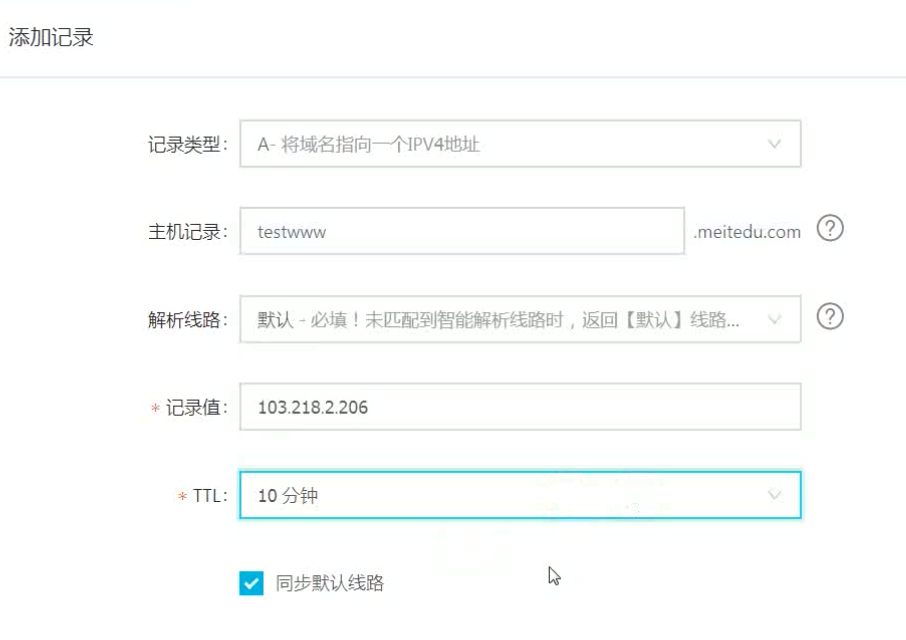 添加记录
记录类型: A- 将域名指向一个IPV4地址
主机记录: testwww .meitedu.com ?
解析线路: 默认 - 必填！未匹配到智能解析线路时，返回【默认】线路... ?
* 记录值: 103.218.2.206
* TTL: 10 分钟
同步默认线路